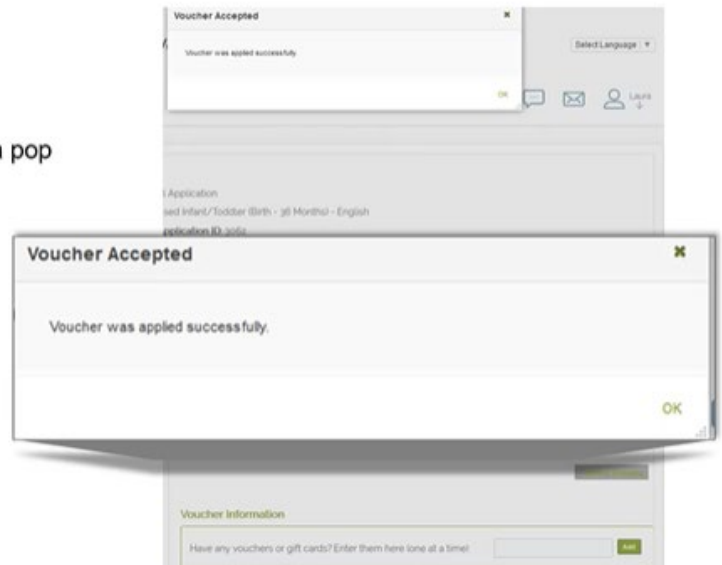 Voucher Accepted
Voucher was applied successfully.
Select Language
OK
Laura
pop
Application
Infant/Toddler (Birth - 36 Months) - English
Application ID: 3062
Voucher Accepted
Voucher was applied successfully.
OK
Voucher Information
Have any vouchers or gift cards? Enter them here (one at a time)
Add